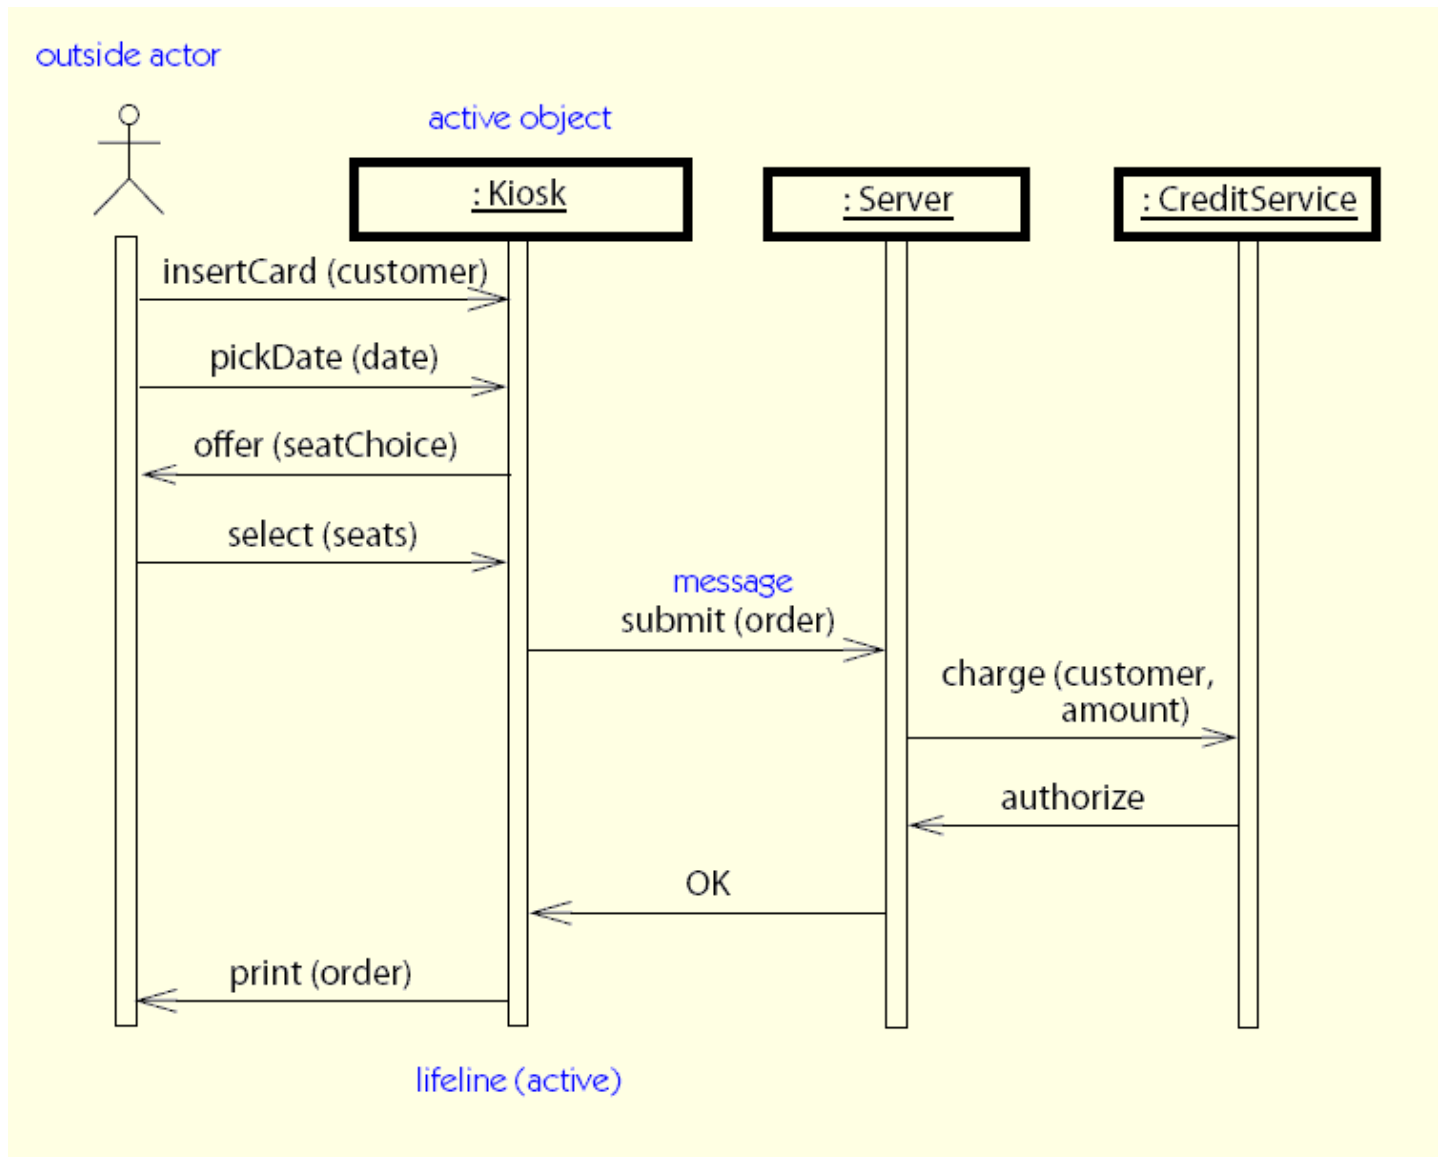 outside actor
active object
: Kiosk
: Server
: CreditService
insertCard (customer)
pickDate (date)
offer (seatChoice)
select (seats)
message
submit (order)
charge (customer,
amount)
authorize
OK
print (order)
lifeline (active)